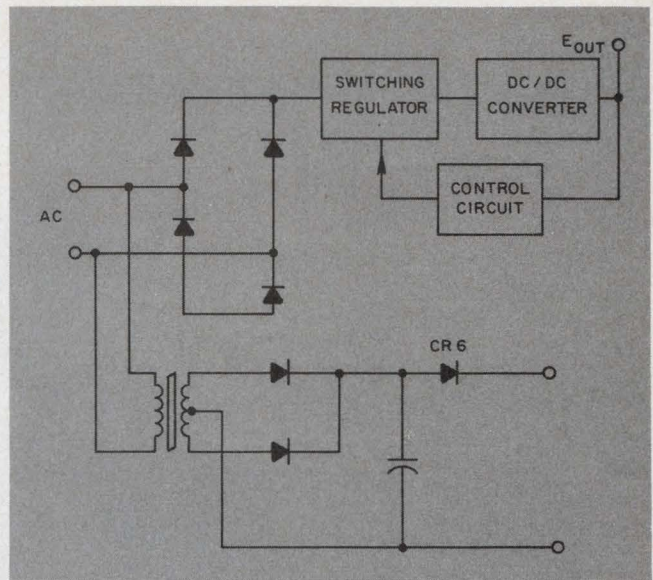 E OUT
SWITCHING
REGULATOR
DC / DC
CONVERTER
CONTROL
CIRCUIT
AC
CR 6